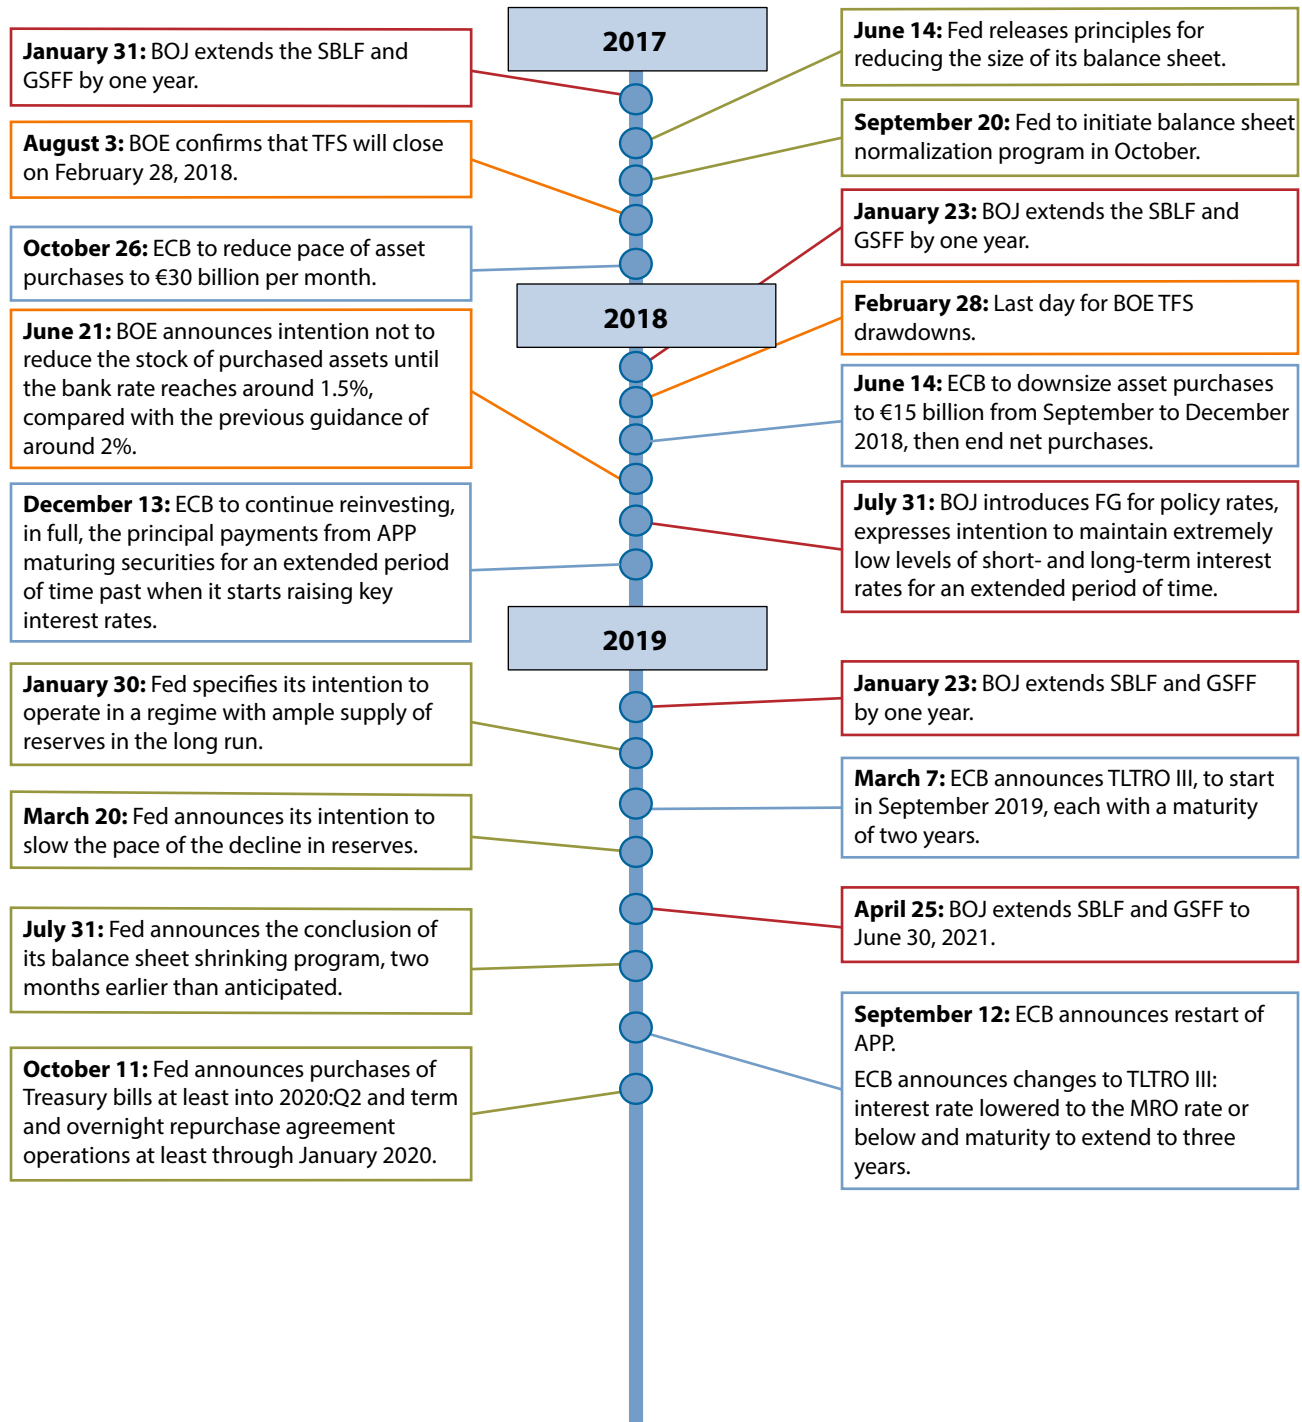 2017
January 31: BOJ extends the SBLF and
GSFF by one year.
June 14: Fed releases principles for
reducing the size of its balance sheet.
August 3: BOE confirms that TFS will close
on February 28, 2018.
September 20: Fed to initiate balance sheet
normalization program in October.
October 26: ECB to reduce pace of asset
purchases to €30 billion per month.
2018
January 23: BOJ extends the SBLF and
GSFF by one year.
February 28: Last day for BOE TFS
drawdowns.
June 21: BOE announces intention not to
reduce the stock of purchased assets until
the bank rate reaches around 1.5%,
compared with the previous guidance of
around 2%.
June 14: ECB to downsize asset purchases
to €15 billion from September to December
2018, then end net purchases.
December 13: ECB to continue reinvesting,
in full, the principal payments from APP
maturing securities for an extended period
of time past when it starts raising key
interest rates.
July 31: BOJ introduces FG for policy rates,
expresses intention to maintain extremely
low levels of short- and long-term interest
rates for an extended period of time.
2019
January 30: Fed specifies its intention to
operate in a regime with ample supply of
reserves in the long run.
January 23: BOJ extends SBLF and GSFF
by one year.
March 20: Fed announces its intention to
slow the pace of the decline in reserves.
March 7: ECB announces TLTRO III, to start
in September 2019, each with a maturity
of two years.
July 31: Fed announces the conclusion of
its balance sheet shrinking program, two
months earlier than anticipated.
April 25: BOJ extends SBLF and GSFF to
June 30, 2021.
October 11: Fed announces purchases of
Treasury bills at least into 2020:Q2 and term
and overnight repurchase agreement
operations at least through January 2020.
September 12: ECB announces restart of
APP.
ECB announces changes to TLTRO III:
interest rate lowered to the MRO rate or
below and maturity to extend to three
years.